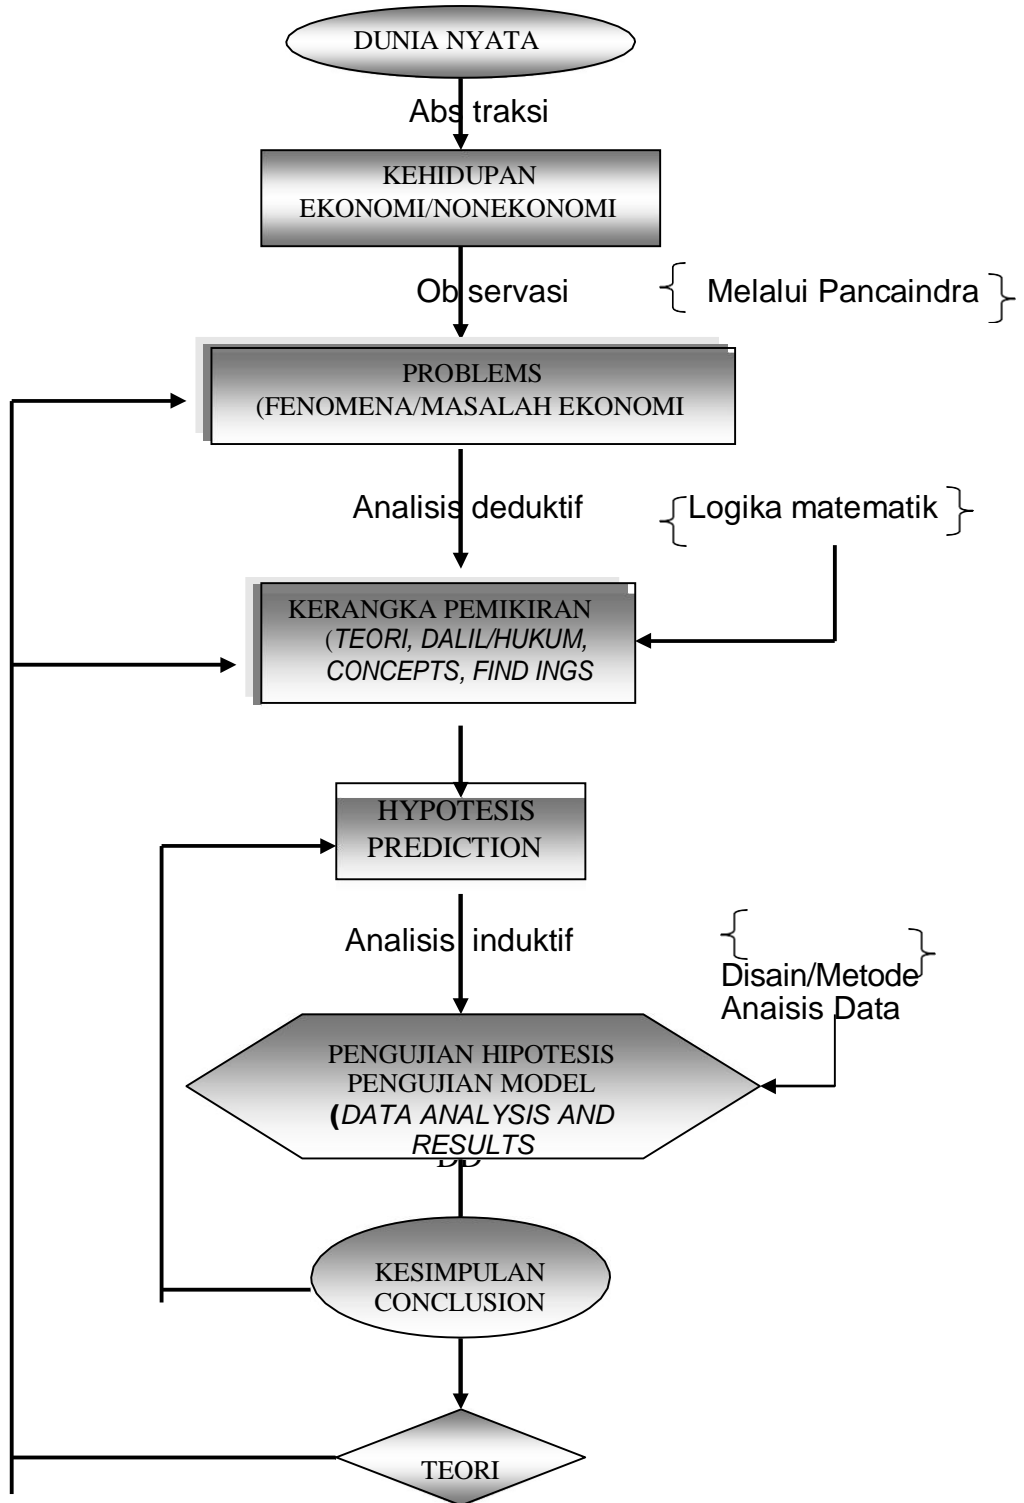 DUNIA NYATA
Abs traksi
KEHIDUPAN
EKONOMI/NONEKONOMI
Ob servasi
{ Melalui Pancaindra }
PROBLEMS
(FENOMENA/MASALAH EKONOMI
Analisis deduktif
{ Logika matematik }
KERANGKA PEMIKIRAN
(TEORI, DALIL/HUKUM,
CONCEPTS, FIND INGS
HYPOTESIS
PREDICTION
Analisis induktif
{ }
Disain/Metode
Anaisis Data
PENGUJIAN HIPOTESIS
PENGUJIAN MODEL
(DATA ANALYSIS AND
RESULTS
KESIMPULAN
CONCLUSION
TEORI